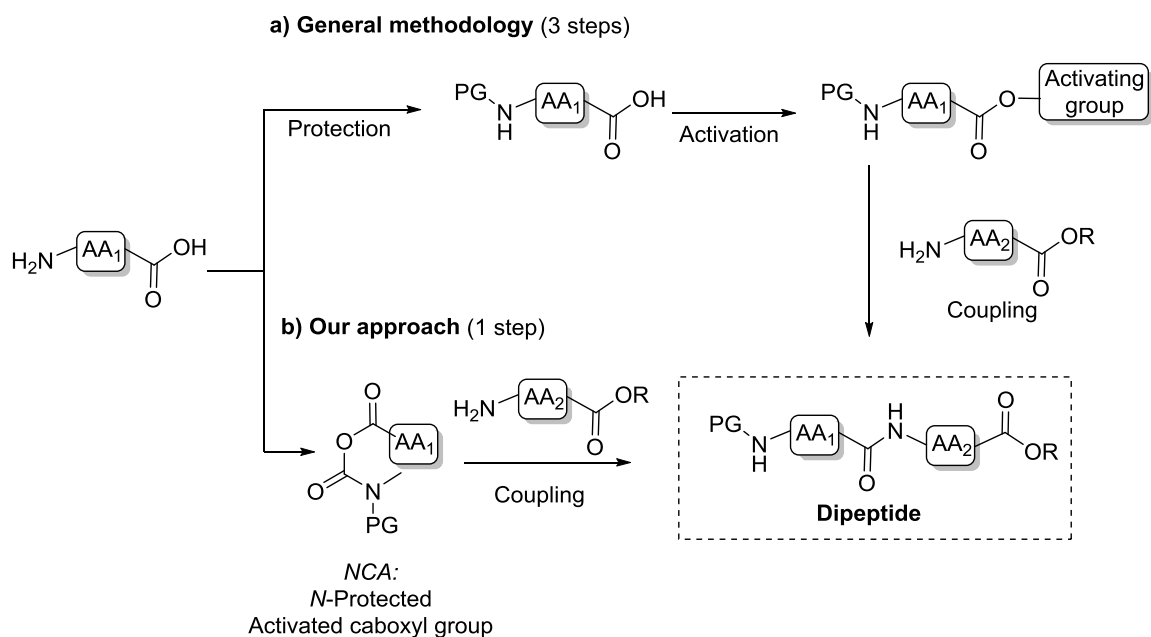 a) General methodology (3 steps)
PG
N
H
AA1
OH
O
Protection
Activation
PG
N
H
AA1
O
O
Activating
group
H2N
AA1
OH
O
H2N
AA2
OR
O
Coupling
b) Our approach (1 step)
O
O
AA1
O
N
PG
H2N
AA2
OR
O
Coupling
PG
N
H
AA1
O
H
N
AA2
O
OR
Dipeptide
NCA:
N-Protected
Activated caboxyl group